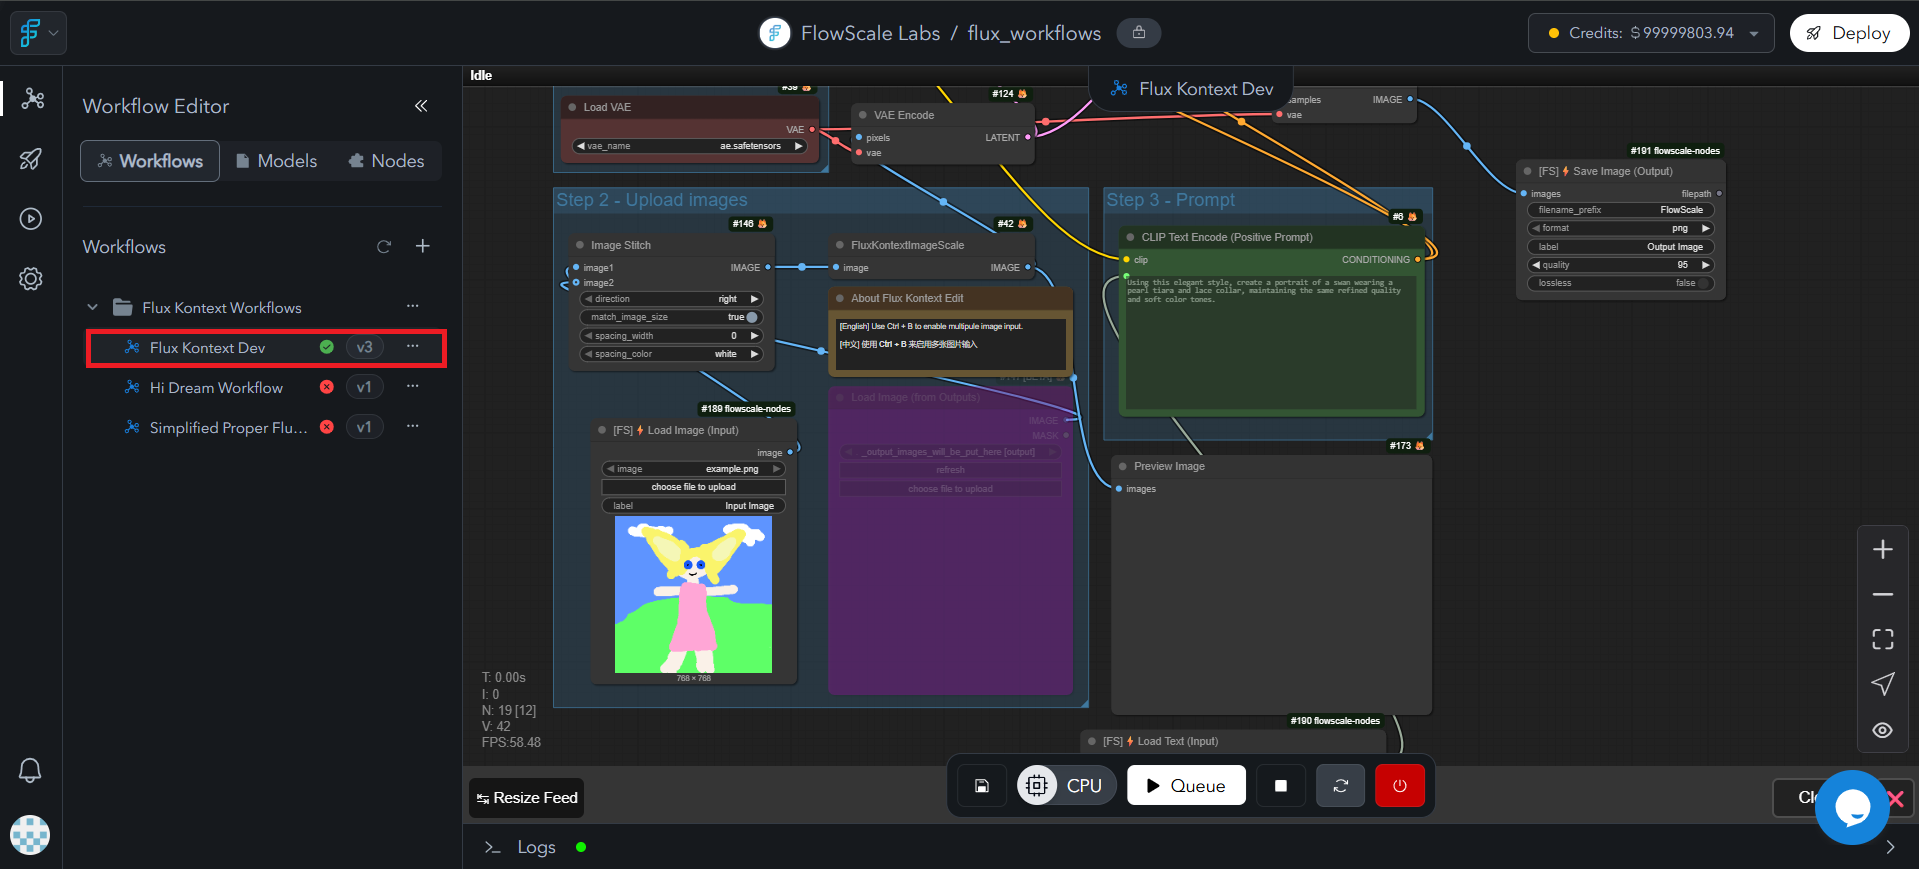 FlowScale Labs / flux_workflows
Credits: $ 99999803.94
Deploy
Workflow Editor
Workflows
Models
Nodes
Workflows
Flux Kontext Workflows
Flux Kontext Dev
v3
Hi Dream Workflow
v1
Simplified Proper Flu...
v1
Idle
Flux Kontext Dev
#39
Load VAE
VAE
vae_name
ae.safetensors
#124
VAE Encode
pixels
LATENT
vae
samples
IMAGE
vae
#191 flowscale-nodes
[FS] Save Image (Output)
images
filepath
filename_prefix
FlowScale
format
png
label
Output Image
quality
95
lossless
false
Step 2 - Upload images
#146
Image Stitch
image1
IMAGE
image2
direction
right
match_image_size
true
spacing_width
0
spacing_color
white
#42
FluxKontextImageScale
image
IMAGE
About Flux Kontext Edit
[English] Use Ctrl + B to enable multipule image input.
[中文] 使用 Ctrl + B 来启用多张图片输入
Load Image (from Outputs)
IMAGE
MASK
_output_images_will_be_put_here [output]
refresh
choose file to upload
#189 flowscale-nodes
[FS] Load Image (Input)
image
image
example.png
choose file to upload
label
Input Image
768 × 768
Step 3 - Prompt
#6
CLIP Text Encode (Positive Prompt)
clip
CONDITIONING
Using this elegant style, create a portrait of a swan wearing a
pearl tiara and lace collar, maintaining the same refined quality
and soft color tones.
#173
Preview Image
images
#190 flowscale-nodes
[FS] Load Text (Input)
T: 0.00s
I: 0
N: 19 [12]
V: 42
FPS:58.48
Resize Feed
CPU
Queue
Logs